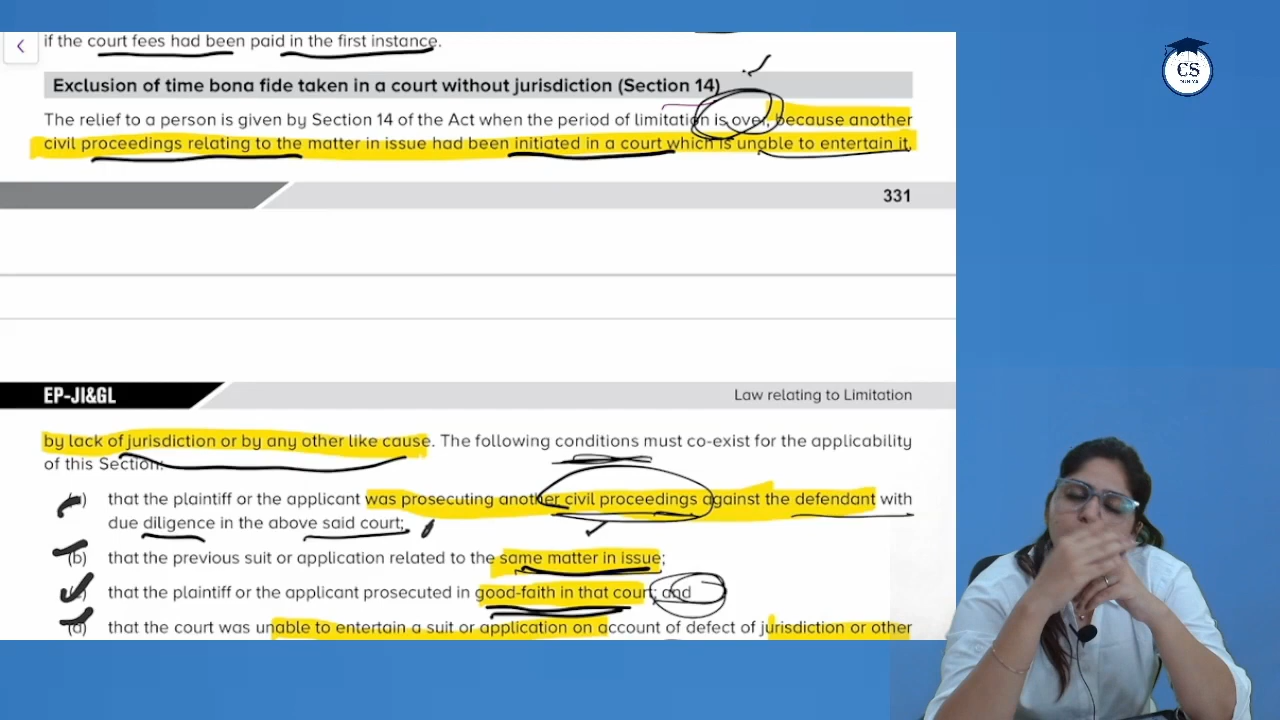 if the court fees had been paid in the first instance.
CS
Exclusion of time bona fide taken in a court without jurisdiction (Section 14)
The relief to a person is given by Section 14 of the Act when the period of limitation is over, because another
civil proceedings relating to the matter in issue had been initiated in a court which is unable to entertain it,
331
EP-JI&GL
Law relating to Limitation
by lack of jurisdiction or by any other like cause. The following conditions must co-exist for the applicability
of this Section:
(a) that the plaintiff or the applicant was prosecuting another civil proceedings against the defendant with
due diligence in the above said court;
(b) that the previous suit or application related to the same matter in issue;
that the plaintiff or the applicant prosecuted in good-faith in that court; and
(d) that the court was unable to entertain a suit or application on account of defect of jurisdiction or other